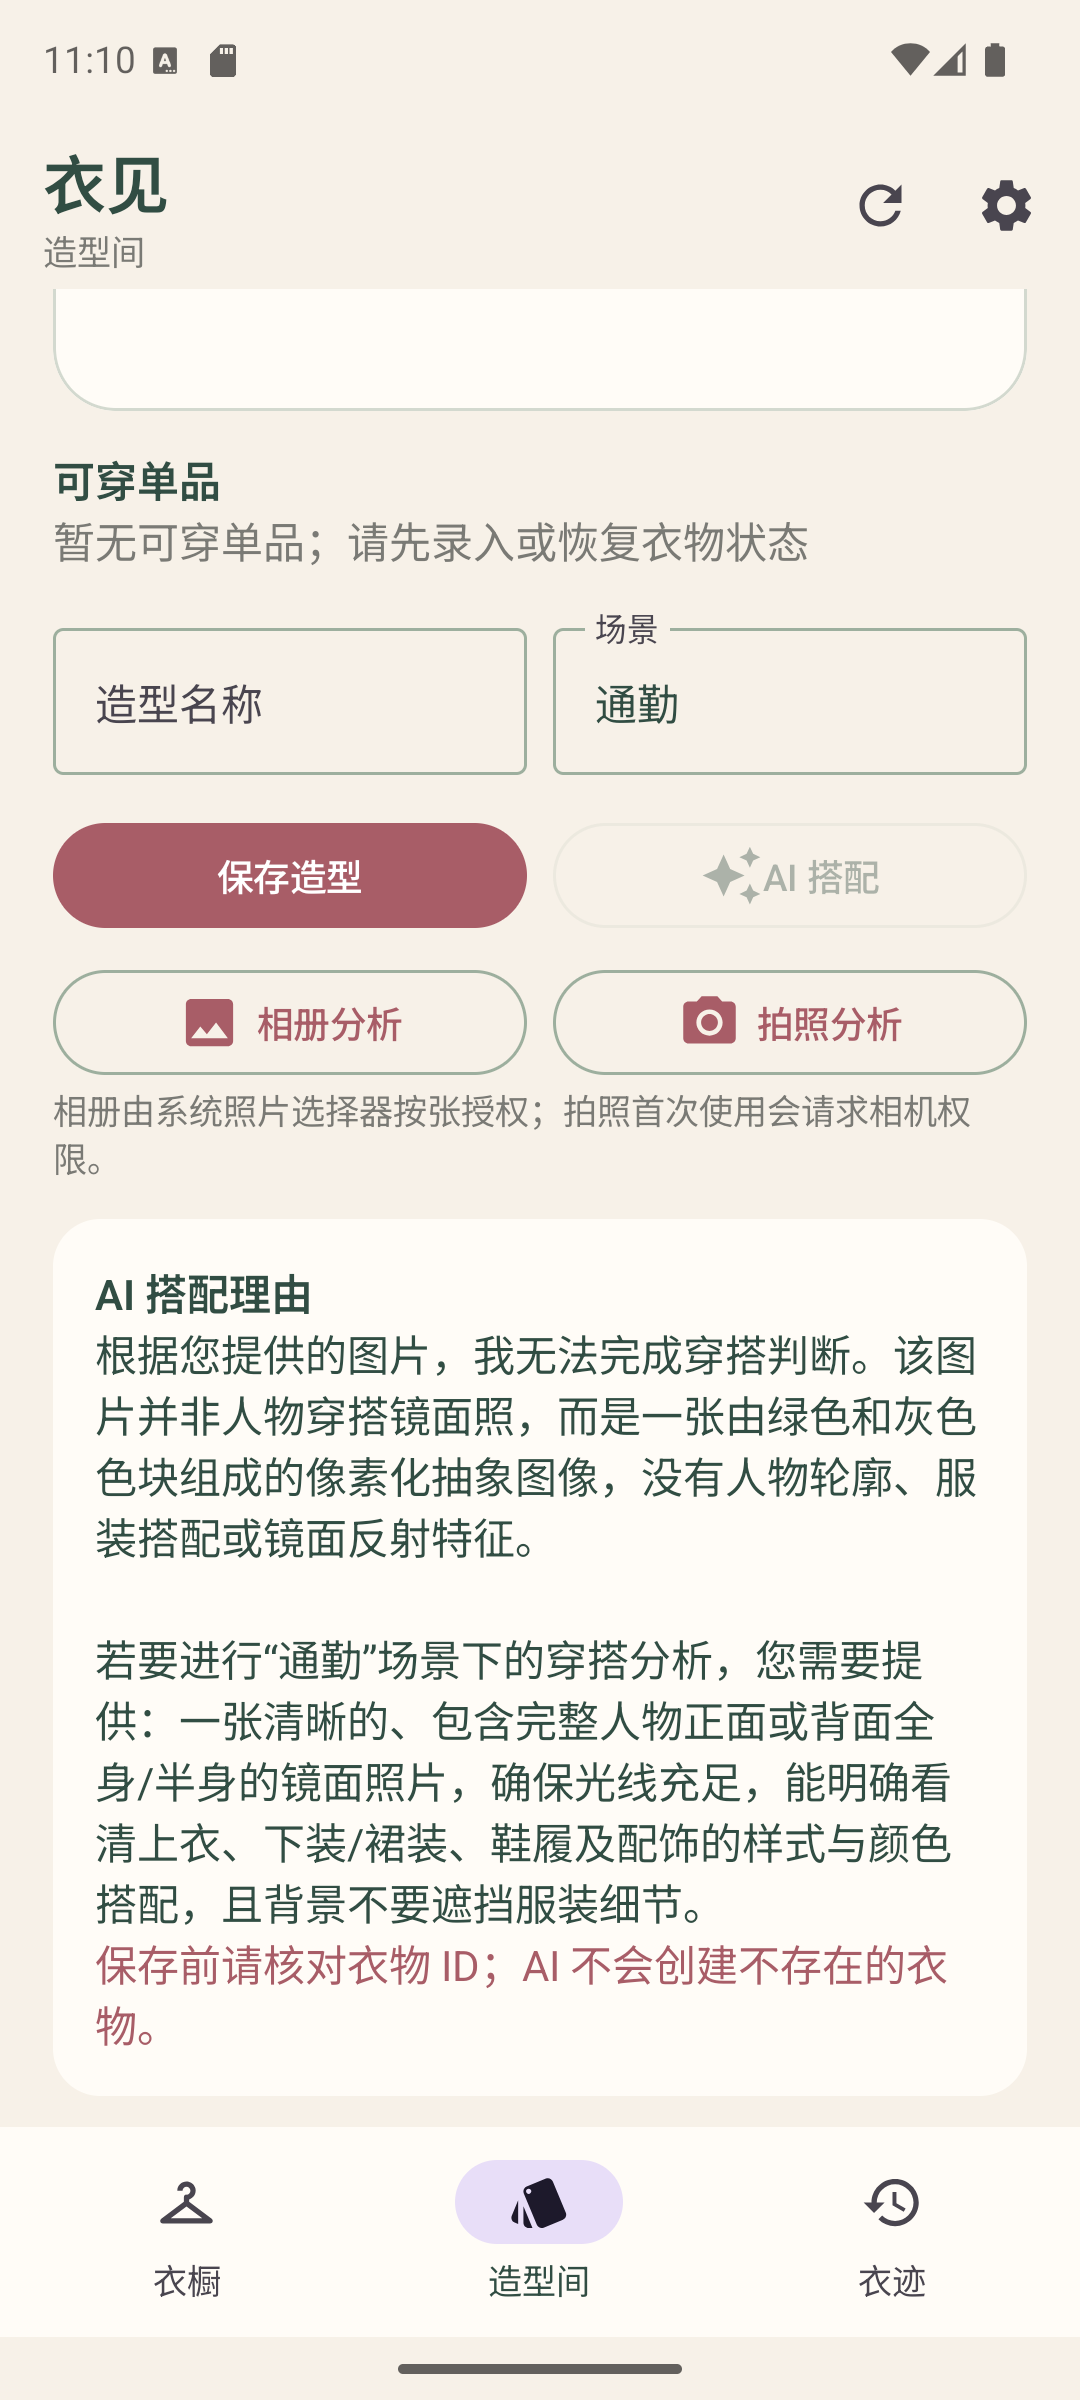 11:10
衣见
造型间
可穿单品
暂无可穿单品；请先录入或恢复衣物状态
场景
造型名称
通勤
保存造型
AI 搭配
相册分析
拍照分析
相册由系统照片选择器按张授权；拍照首次使用会请求相机权
限。
AI 搭配理由
根据您提供的图片，我无法完成穿搭判断。该图
片并非人物穿搭镜面照，而是一张由绿色和灰色
色块组成的像素化抽象图像，没有人物轮廓、服
装搭配或镜面反射特征。
若要进行“通勤”场景下的穿搭分析，您需要提
供：一张清晰的、包含完整人物正面或背面全
身/半身的镜面照片，确保光线充足，能明确看
清上衣、下装/裙装、鞋履及配饰的样式与颜色
搭配，且背景不要遮挡服装细节。
保存前请核对衣物 ID；AI 不会创建不存在的衣
物。
衣橱
造型间
衣迹